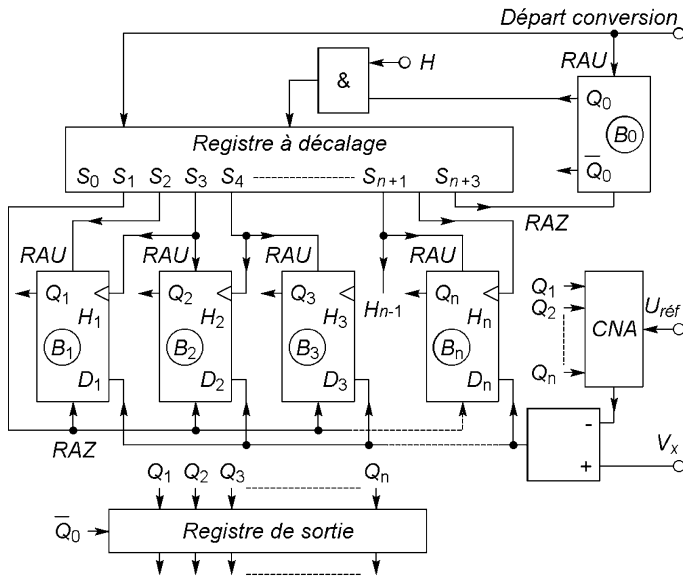 Départ conversion
RAU
H
&
Q0
B0
Q̄0
Registre à décalage
S0 S1 S2 S3 S4 Sn+1 Sn+3
RAZ
RAU RAU RAU RAU
Q1 Q2 Q3 Hn-1 Qn
H1 H2 H3 Hn
B1 B2 B3 Bn
D1 D2 D3 Dn
Q1
Q2
Qn
CNA
Uréf
RAZ
-
+
Vx
Q1 Q2 Q3 Qn
Q̄0
Registre de sortie